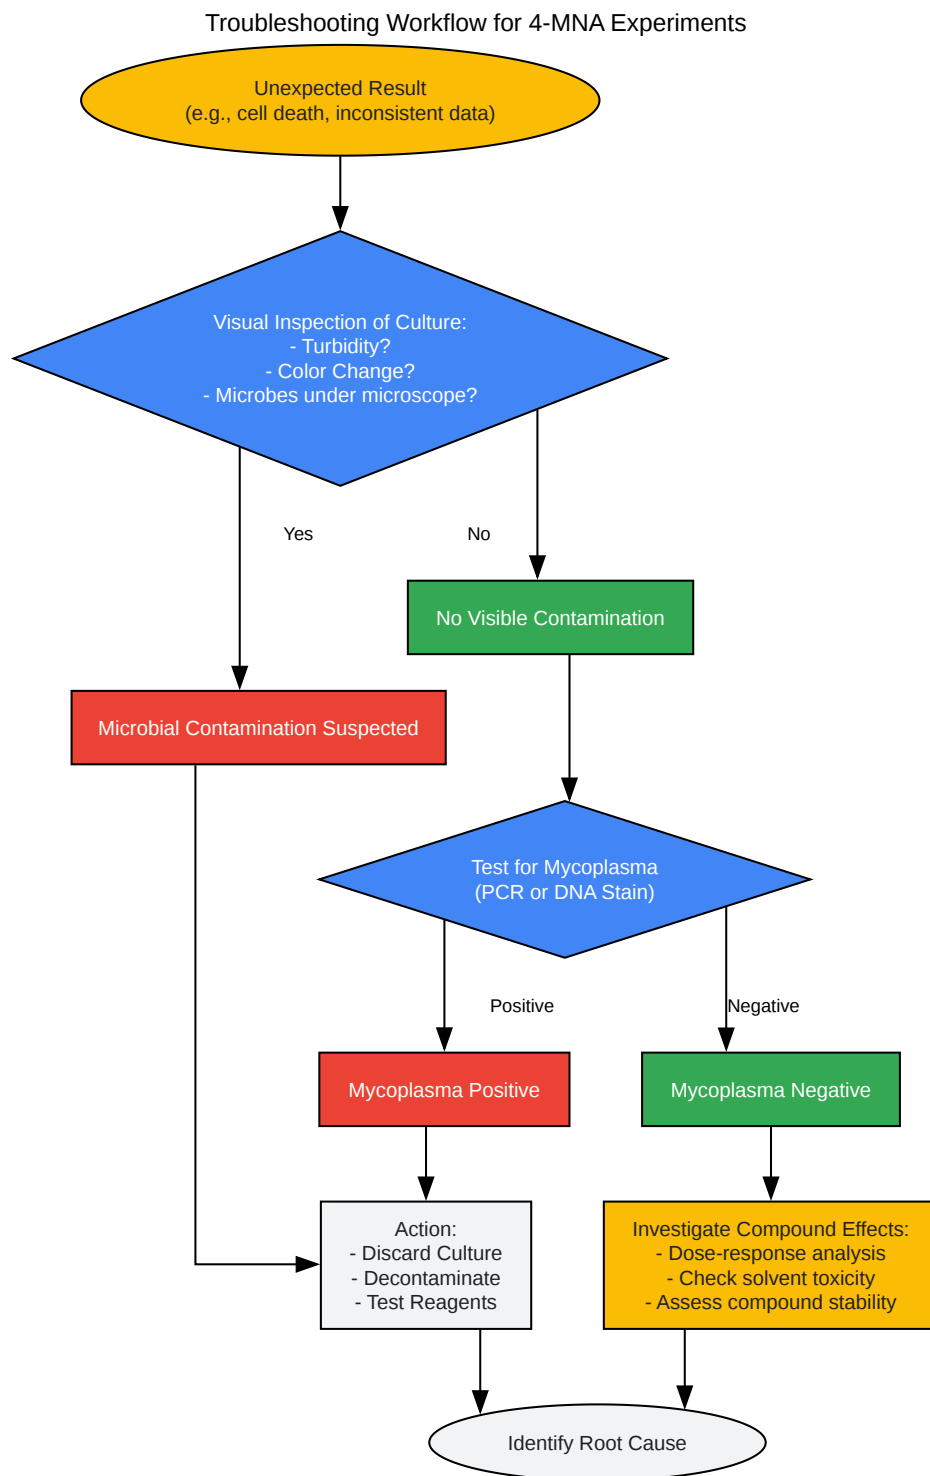 Troubleshooting Workflow for 4-MNA Experiments
Unexpected Result
(e.g., cell death, inconsistent data)
Visual Inspection of Culture:
- Turbidity?
- Color Change?
- Microbes under microscope?
Yes
No
No Visible Contamination
Microbial Contamination Suspected
Test for Mycoplasma
(PCR or DNA Stain)
Positive
Negative
Mycoplasma Positive
Mycoplasma Negative
Action:
- Discard Culture
- Decontaminate
- Test Reagents
Investigate Compound Effects:
- Dose-response analysis
- Check solvent toxicity
- Assess compound stability
Identify Root Cause